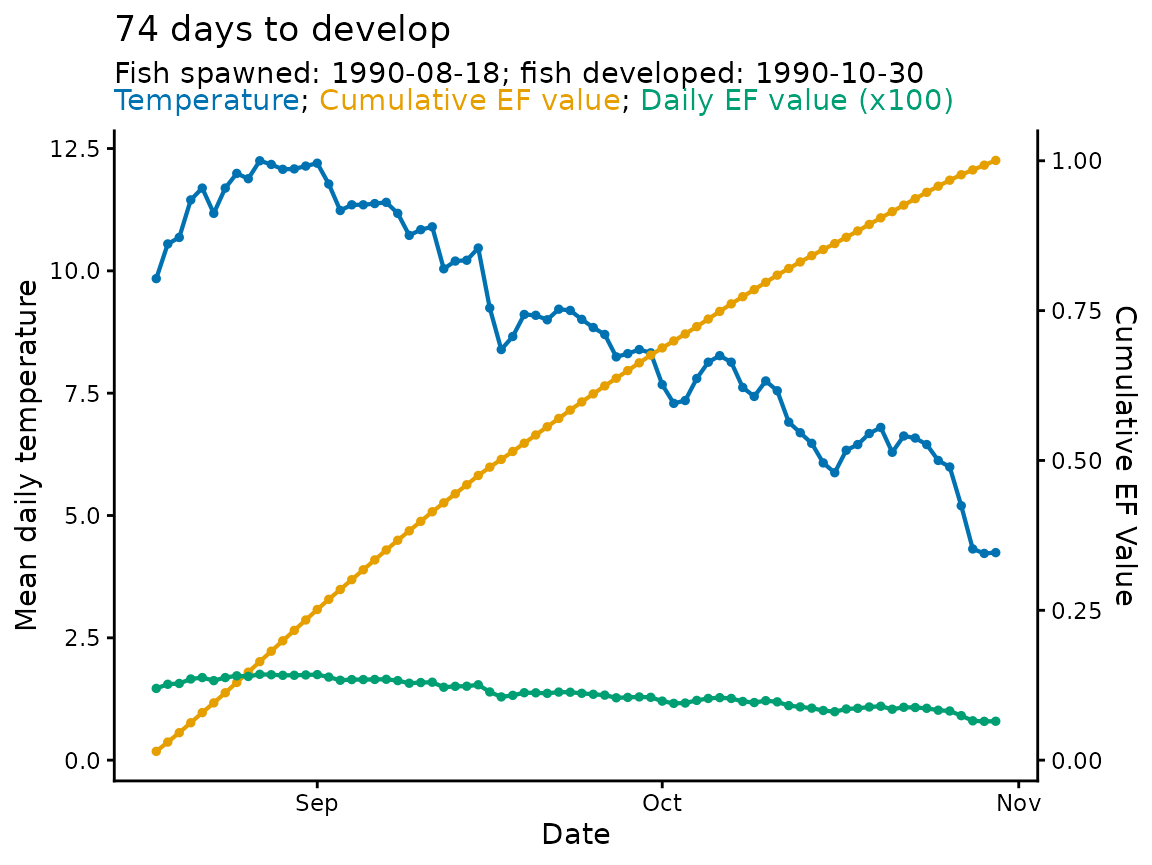 74 days to develop
Fish spawned: 1990-08-18; fish developed: 1990-10-30
Temperature; Cumulative EF value; Daily EF value (x100)
12.5
10.0
7.5
5.0
2.5
0.0
Mean daily temperature
1.00
0.75
0.50
0.25
0.00
Cumulative EF Value
Sep
Oct
Nov
Date